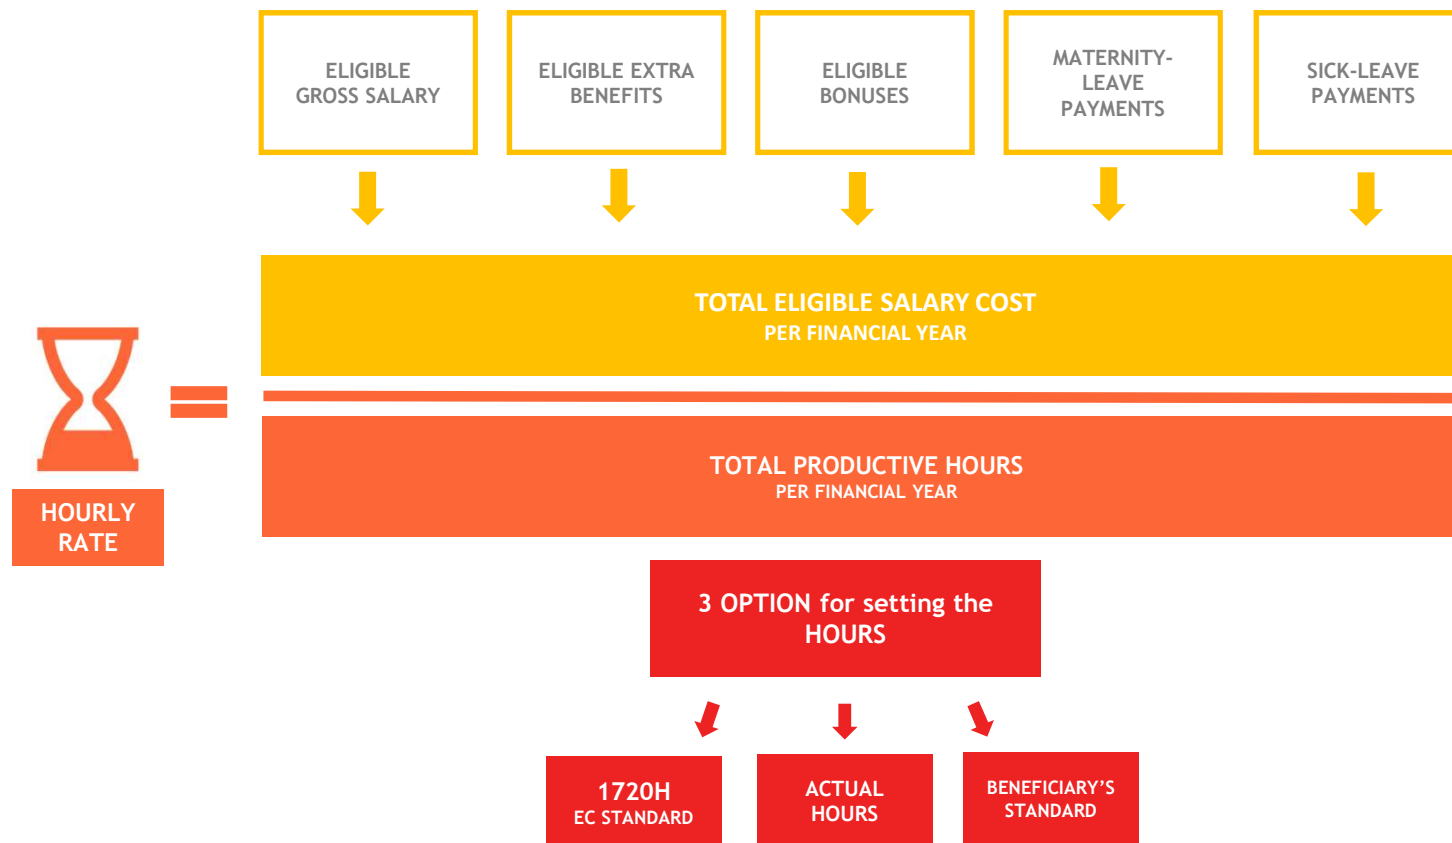 ELIGIBLE
GROSS SALARY
ELIGIBLE EXTRA
BENEFITS
ELIGIBLE
BONUSES
MATERNITY-
LEAVE
PAYMENTS
SICK-LEAVE
PAYMENTS
TOTAL ELIGIBLE SALARY COST
PER FINANCIAL YEAR
TOTAL PRODUCTIVE HOURS
PER FINANCIAL YEAR
HOURLY
RATE
3 OPTION for setting the
HOURS
1720H
EC STANDARD
ACTUAL
HOURS
BENEFICIARY’S
STANDARD